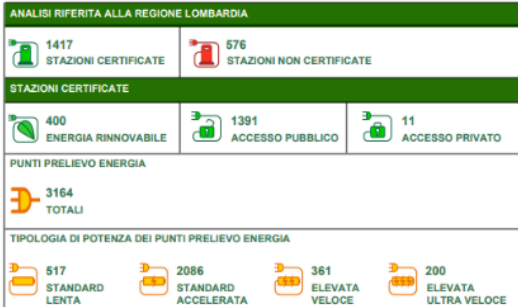 ANALISI RIFERITA ALLA REGIONE LOMBARDIA
1417
STAZIONI CERTIFICATE
576
STAZIONI NON CERTIFICATE
STAZIONI CERTIFICATE
400
ENERGIA RINNOVABILE
1391
ACCESSO PUBBLICO
11
ACCESSO PRIVATO
PUNTI PRELIEVO ENERGIA
3164
TOTALI
TIPOLOGIA DI POTENZA DEI PUNTI PRELIEVO ENERGIA
517
STANDARD
LENTA
2086
STANDARD
ACCELERATA
361
ELEVATA
VELOCE
200
ELEVATA
ULTRA VELOCE